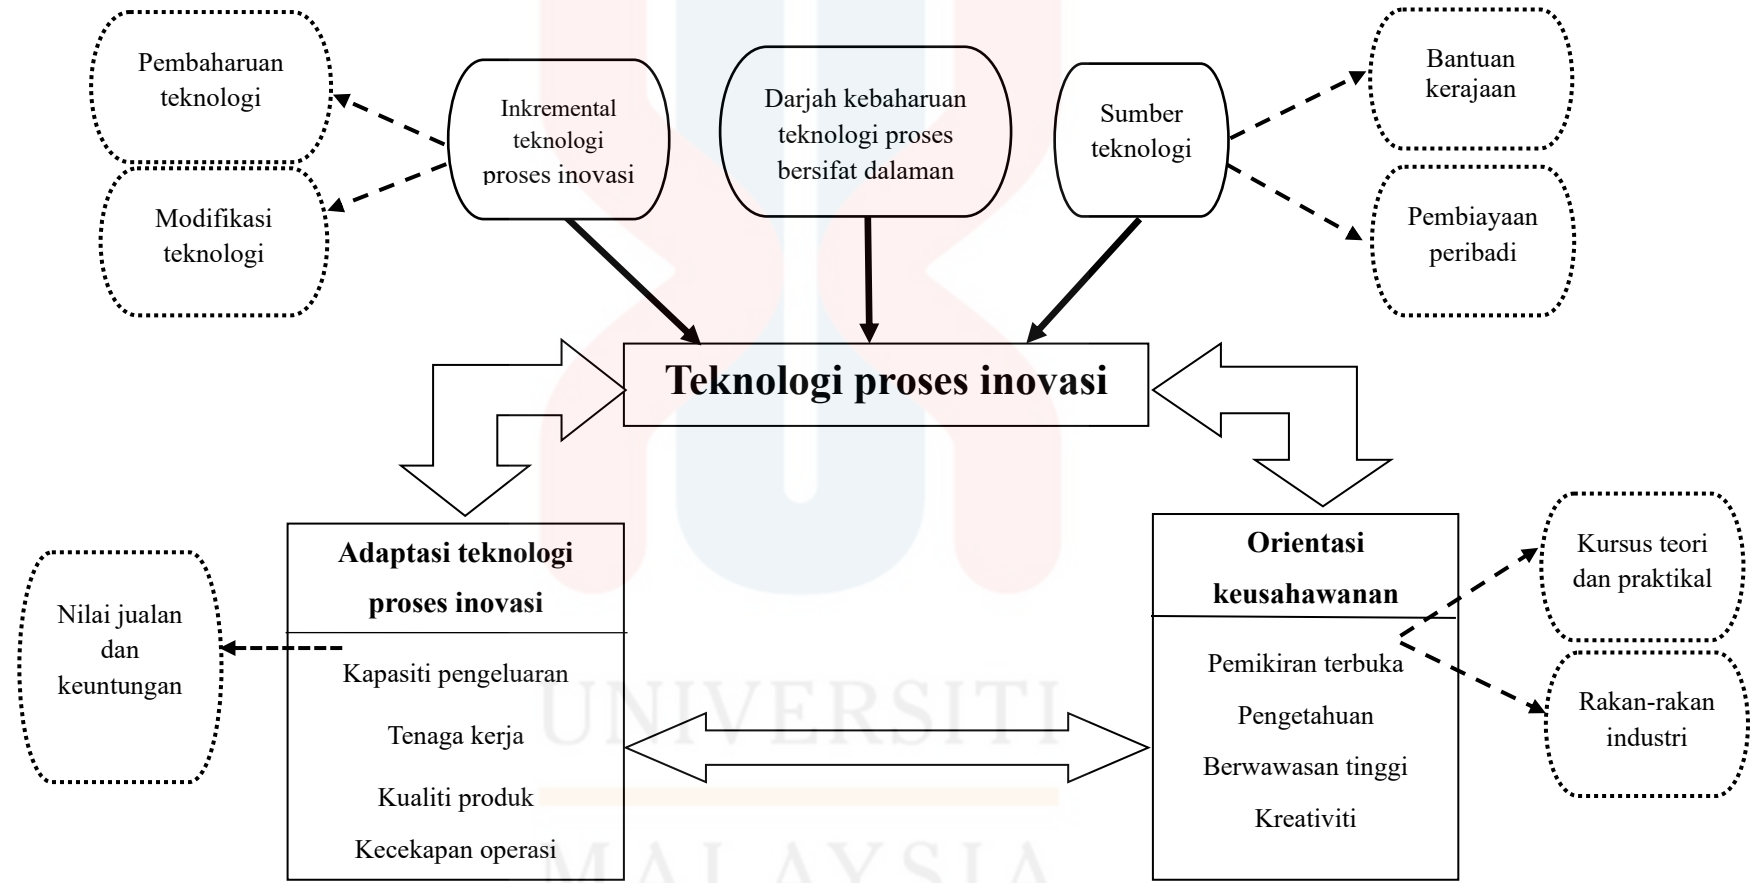 Pembaharuan
teknologi
Modifikasi
teknologi
Inkremental
teknologi
proses inovasi
Darjah kebaharuan
teknologi proses
bersifat dalaman
Sumber
teknologi
Bantuan
kerajaan
Pembiayaan
peribadi
Teknologi proses inovasi
Nilai jualan
dan
keuntungan
Adaptasi teknologi
proses inovasi
Kapasiti pengeluaran
Tenaga kerja
Kualiti produk
Kecekapan operasi
Orientasi
keusahawanan
Pemikiran terbuka
Pengetahuan
Berwawasan tinggi
Kreativiti
Kursus teori
dan praktikal
Rakan-rakan
industri
UNIVERSITI
MALAYSIA